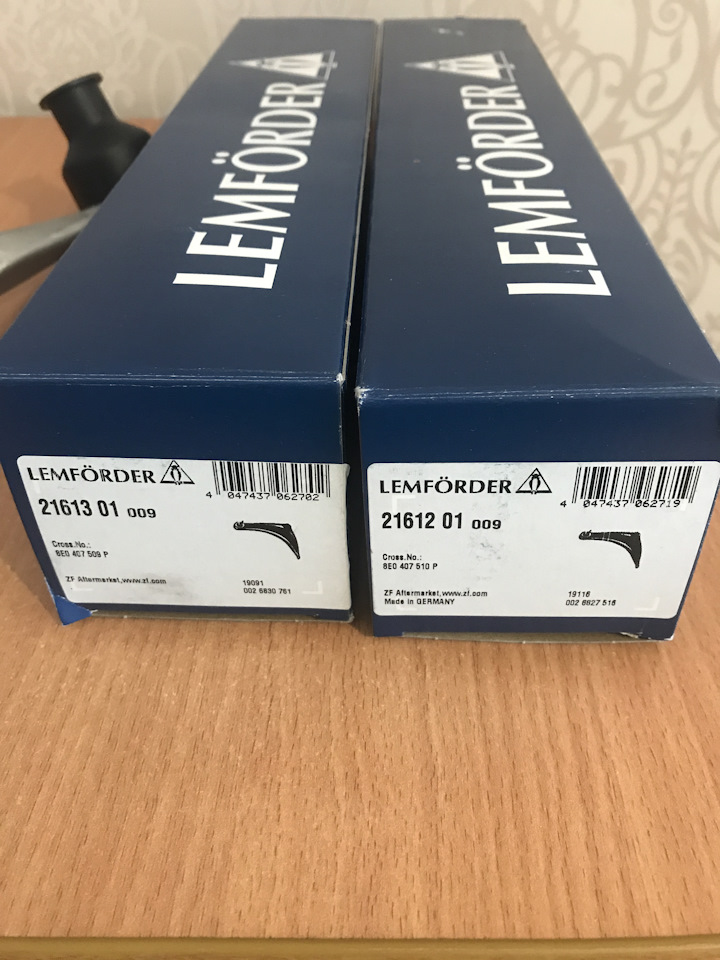 LEMFÖRDER
LEMFÖRDER
LEMFÖRDER
4 047437 062702
21613 01 009
Cross.No.:
8E0 407 509 P
ZF Aftermarket,www.zf.com
19091
002 6830 761
LEMFÖRDER
4 047437 062719
21612 01 009
Cross.No.:
8E0 407 510 P
ZF Aftermarket,www.zf.com
Made in GERMANY
19116
002 6827 516